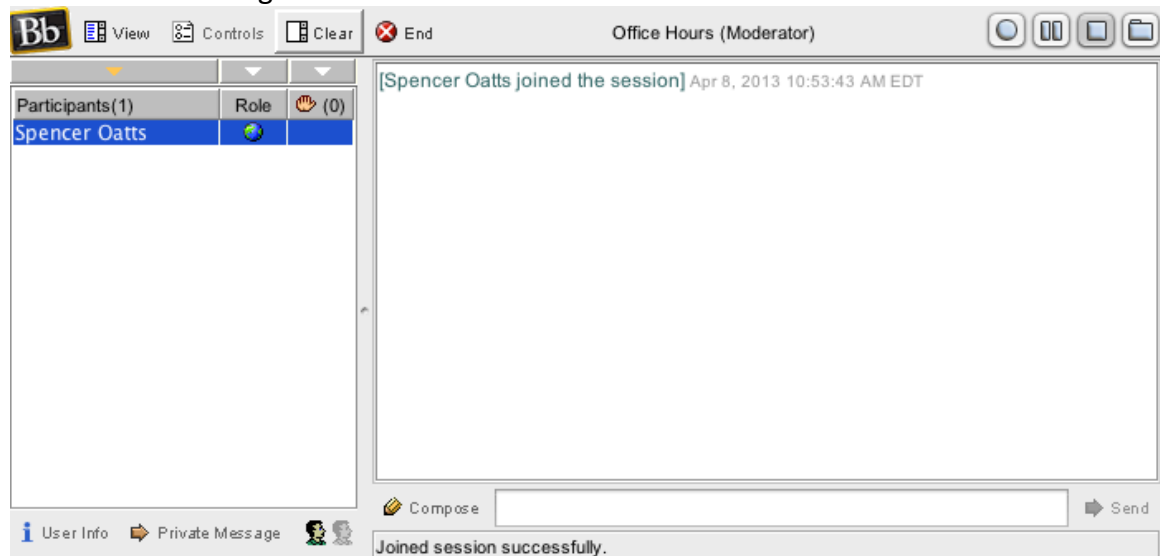 Bb View Controls Clear End Office Hours (Moderator)
Participants(1) Role (0)
Spencer Oatts
[Spencer Oatts joined the session] Apr 8, 2013 10:53:43 AM EDT
Compose Send
User Info Private Message
Joined session successfully.